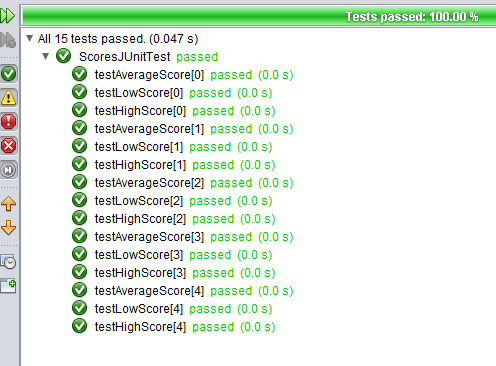 Tests passed: 100.00 %
All 15 tests passed. (0.047 s)
ScoresJUnitTest passed
testAverageScore[0] passed (0.0 s)
testLowScore[0] passed (0.0 s)
testHighScore[0] passed (0.0 s)
testAverageScore[1] passed (0.0 s)
testLowScore[1] passed (0.0 s)
testHighScore[1] passed (0.0 s)
testAverageScore[2] passed (0.0 s)
testLowScore[2] passed (0.0 s)
testHighScore[2] passed (0.0 s)
testAverageScore[3] passed (0.0 s)
testLowScore[3] passed (0.0 s)
testHighScore[3] passed (0.0 s)
testAverageScore[4] passed (0.0 s)
testLowScore[4] passed (0.0 s)
testHighScore[4] passed (0.0 s)